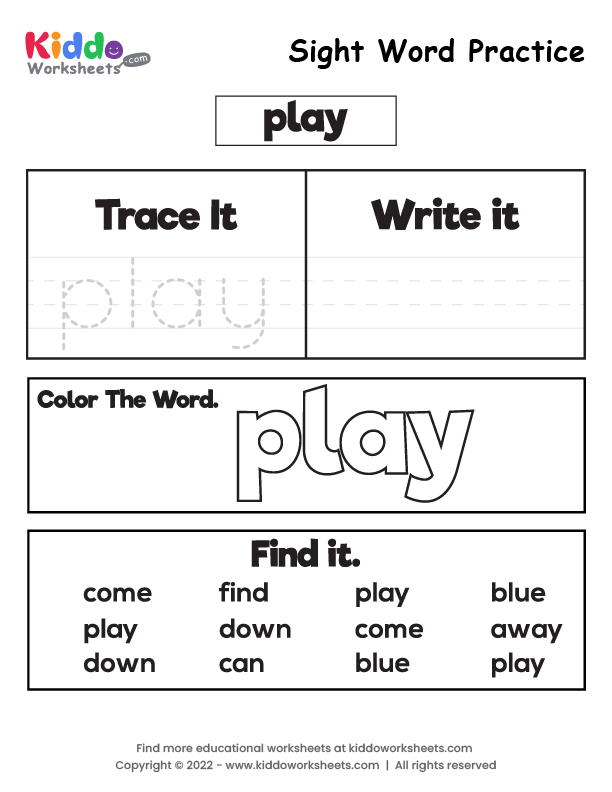 Kiddo
Worksheets.com
Sight Word Practice
play
Trace It
Write it
play
Color The Word.
play
Find it.
come find play blue
play down come away
down can blue play
Find more educational worksheets at kiddoworksheets.com
Copyright © 2022 - www.kiddoworksheets.com | All rights reserved